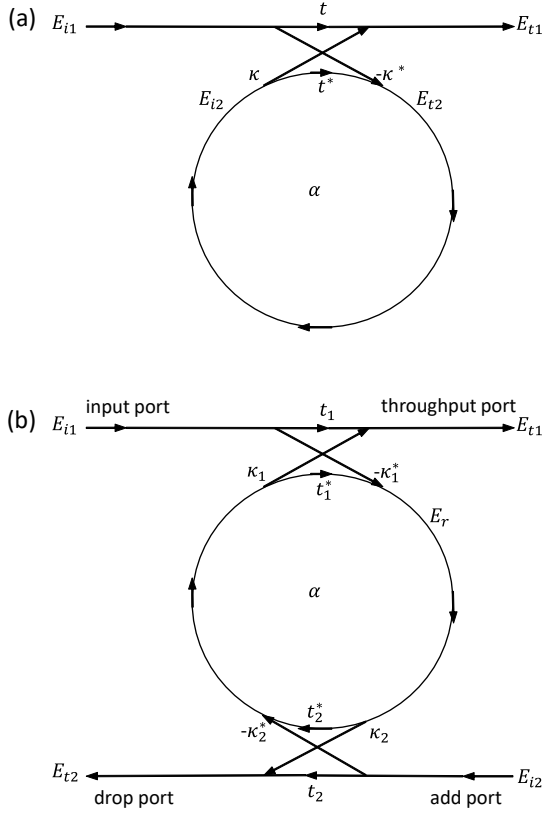 (a)
E_{i1} t E_{t1}
κ -κ^*
t^*
E_{i2} E_{t2}
α
input port throughput port
(b)
E_{i1} t_1 E_{t1}
κ_1 -κ_1^*
t_1^*
E_r
α
t_2^*
-κ_2^* κ_2
E_{t2} t_2 E_{i2}
drop port add port